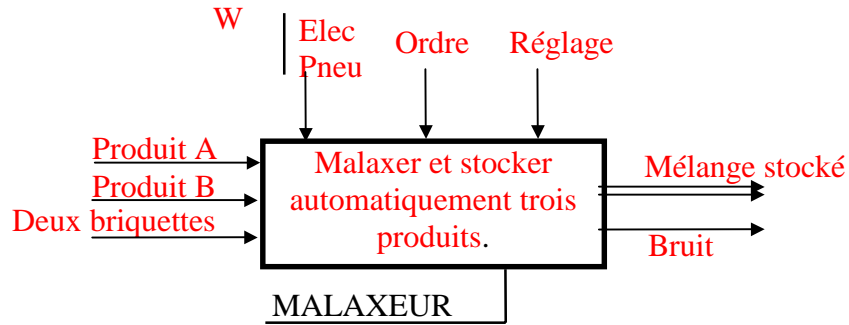 W
Elec
Pneu
Ordre
Réglage
Produit A
Produit B
Deux briquettes
Malaxer et stocker
automatiquement trois
produits.
Mélange stocké
Bruit
MALAXEUR